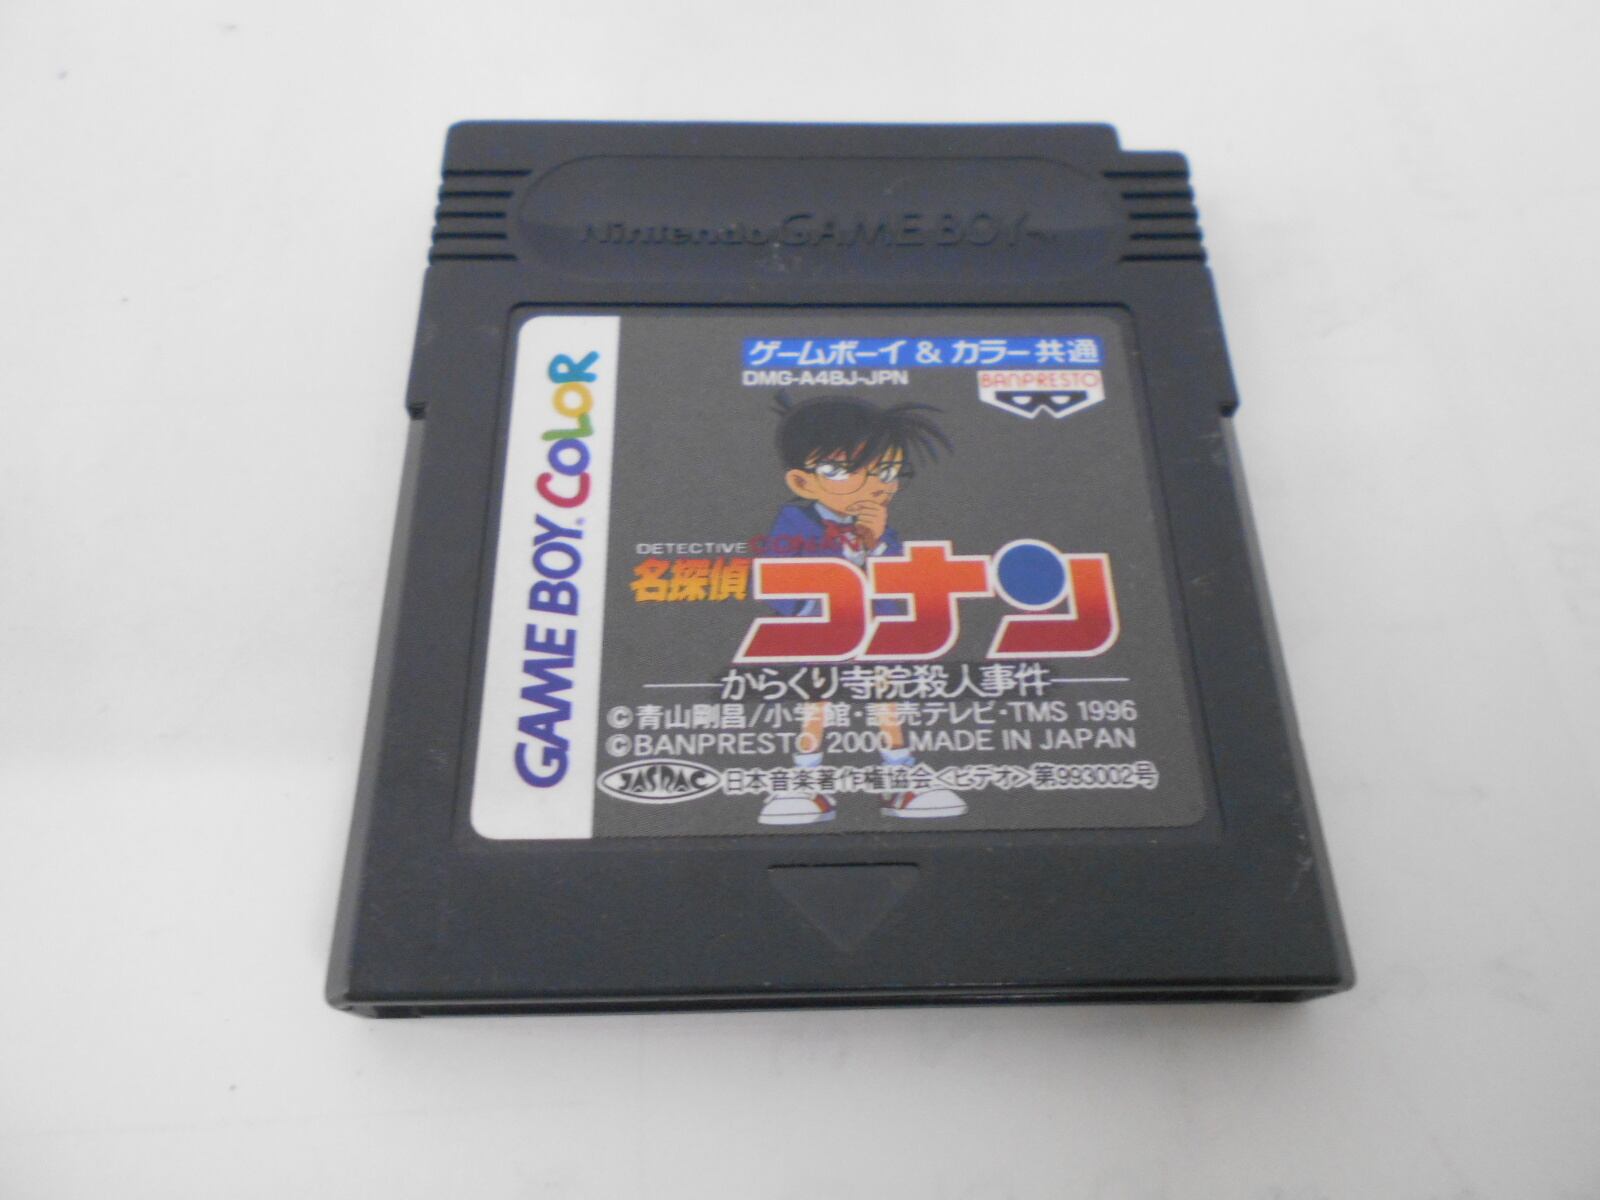 Nintendo GAME BOY
GAME BOY COLOR
ゲームボーイ & カラー共通
DMG-A4BJ-JPN
BANPRESTO
DETECTIVE CONAN
名探偵コナン
からくり寺院殺人事件
©青山剛昌/小学館・読売テレビ・TMS 1996
©BANPRESTO 2000 MADE IN JAPAN
JASRAC 日本音楽著作権協会<ビデオ>第993002号